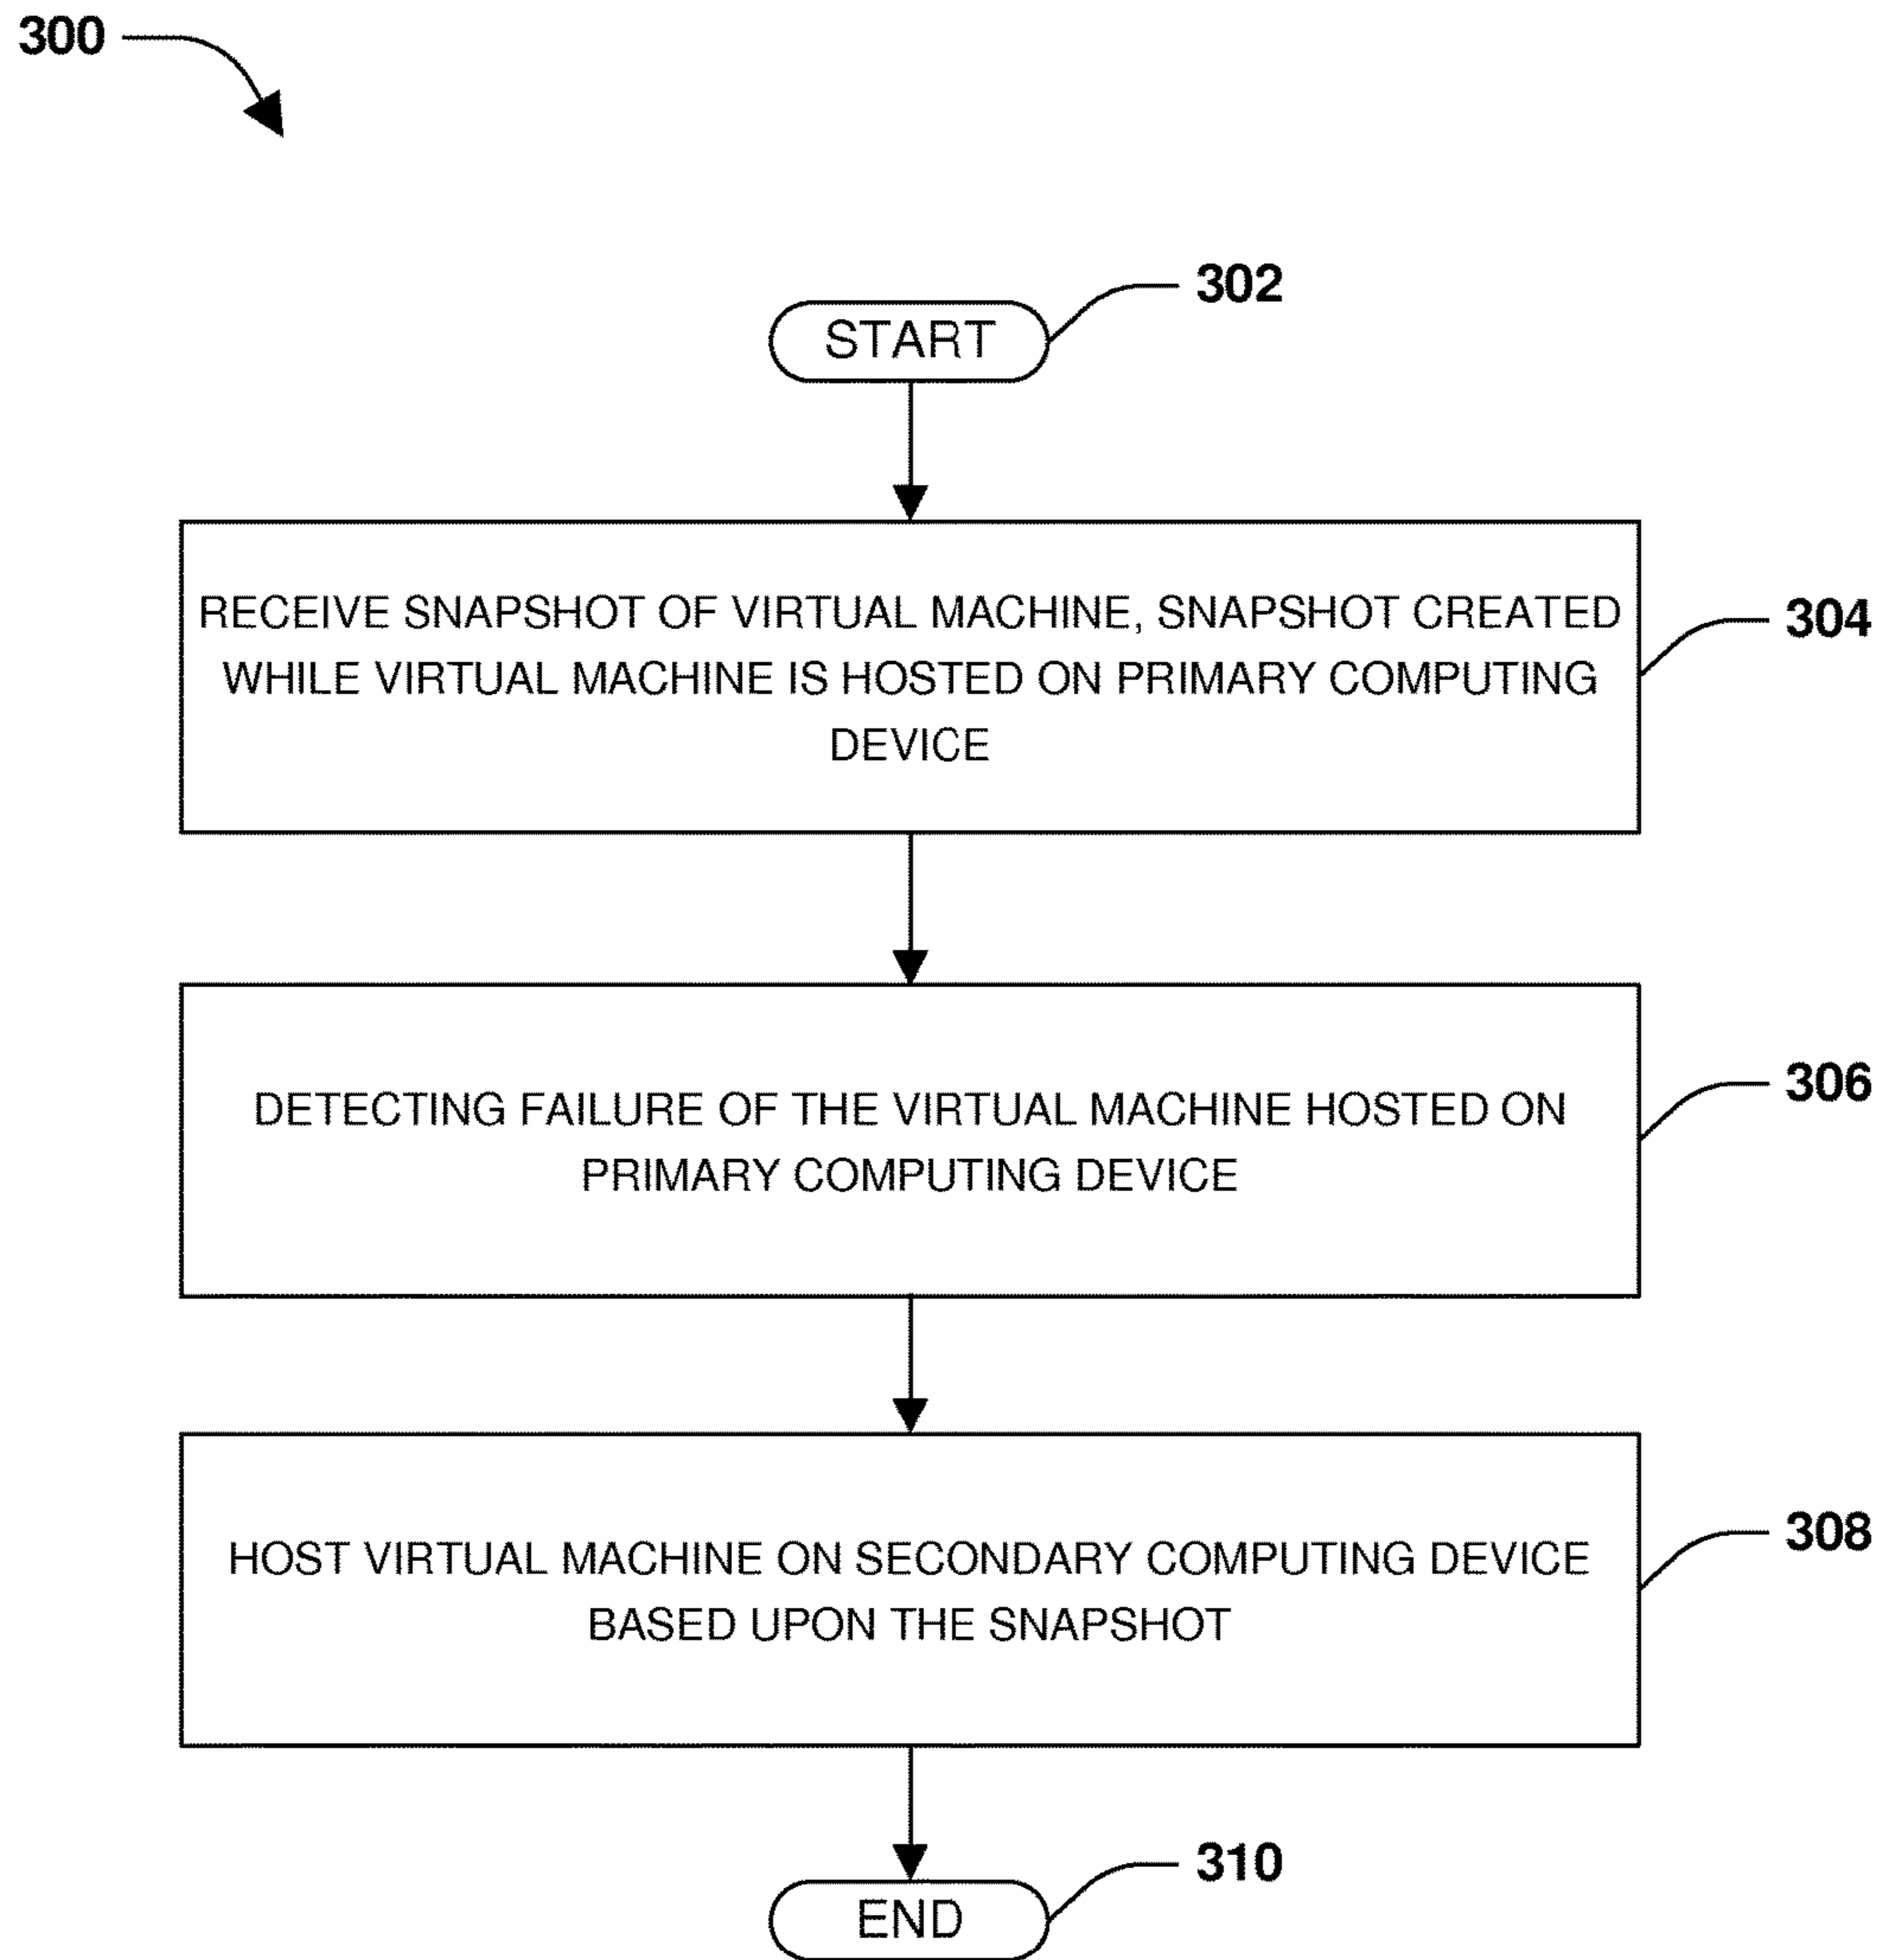 300
302
START
RECEIVE SNAPSHOT OF VIRTUAL MACHINE, SNAPSHOT CREATED
WHILE VIRTUAL MACHINE IS HOSTED ON PRIMARY COMPUTING
DEVICE
304
DETECTING FAILURE OF THE VIRTUAL MACHINE HOSTED ON
PRIMARY COMPUTING DEVICE
306
HOST VIRTUAL MACHINE ON SECONDARY COMPUTING DEVICE
BASED UPON THE SNAPSHOT
308
310
END